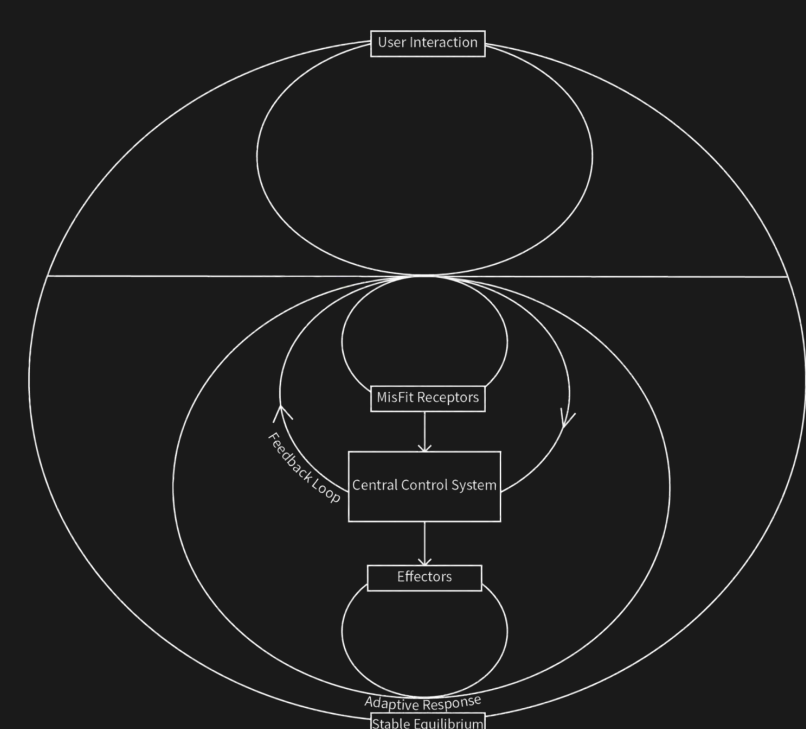 User Interaction
MisFit Receptors
Feedback Loop
Central Control System
Effectors
Adaptive Response
Stable Equilibrium